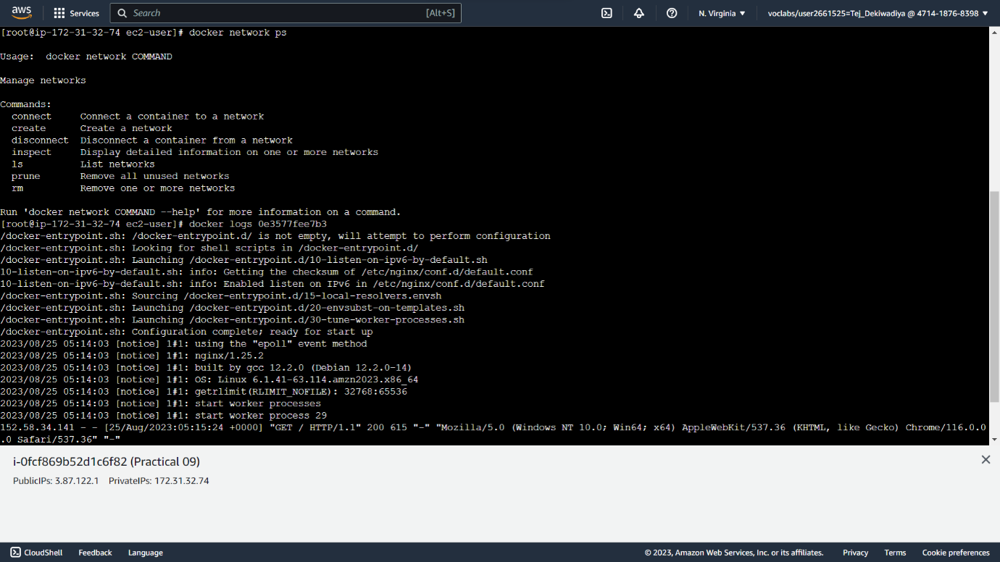 aws Services Search [Alt+S] N. Virginia voclabs/user2661525=Tej_Dekiwadiya @ 4714-1876-8398
[root@ip-172-31-32-74 ec2-user]# docker network ps
Usage:  docker network COMMAND
Manage networks
Commands:
  connect     Connect a container to a network
  create      Create a network
  disconnect  Disconnect a container from a network
  inspect     Display detailed information on one or more networks
  ls          List networks
  prune       Remove all unused networks
  rm          Remove one or more networks
Run 'docker network COMMAND --help' for more information on a command.
[root@ip-172-31-32-74 ec2-user]# docker logs 0e3577fee7b3
/docker-entrypoint.sh: /docker-entrypoint.d/ is not empty, will attempt to perform configuration
/docker-entrypoint.sh: Looking for shell scripts in /docker-entrypoint.d/
/docker-entrypoint.sh: Launching /docker-entrypoint.d/10-listen-on-ipv6-by-default.sh
10-listen-on-ipv6-by-default.sh: info: Getting the checksum of /etc/nginx/conf.d/default.conf
10-listen-on-ipv6-by-default.sh: info: Enabled listen on IPv6 in /etc/nginx/conf.d/default.conf
/docker-entrypoint.sh: Sourcing /docker-entrypoint.d/15-local-resolvers.envsh
/docker-entrypoint.sh: Launching /docker-entrypoint.d/20-envsubst-on-templates.sh
/docker-entrypoint.sh: Launching /docker-entrypoint.d/30-tune-worker-processes.sh
/docker-entrypoint.sh: Configuration complete; ready for start up
2023/08/25 05:14:03 [notice] 1#1: using the "epoll" event method
2023/08/25 05:14:03 [notice] 1#1: nginx/1.25.2
2023/08/25 05:14:03 [notice] 1#1: built by gcc 12.2.0 (Debian 12.2.0-14)
2023/08/25 05:14:03 [notice] 1#1: OS: Linux 6.1.41-63.114.amzn2023.x86_64
2023/08/25 05:14:03 [notice] 1#1: getrlimit(RLIMIT_NOFILE): 32768:65536
2023/08/25 05:14:03 [notice] 1#1: start worker processes
2023/08/25 05:14:03 [notice] 1#1: start worker process 29
152.58.34.141 - - [25/Aug/2023:05:15:24 +0000] "GET / HTTP/1.1" 200 615 "-" "Mozilla/5.0 (Windows NT 10.0; Win64; x64) AppleWebKit/537.36 (KHTML, like Gecko) Chrome/116.0.0
.0 Safari/537.36" "-"
i-0fcf869b52d1c6f82 (Practical 09)
PublicIPs: 3.87.122.1 PrivateIPs: 172.31.32.74
CloudShell Feedback Language © 2023, Amazon Web Services, Inc. or its affiliates. Privacy Terms Cookie preferences